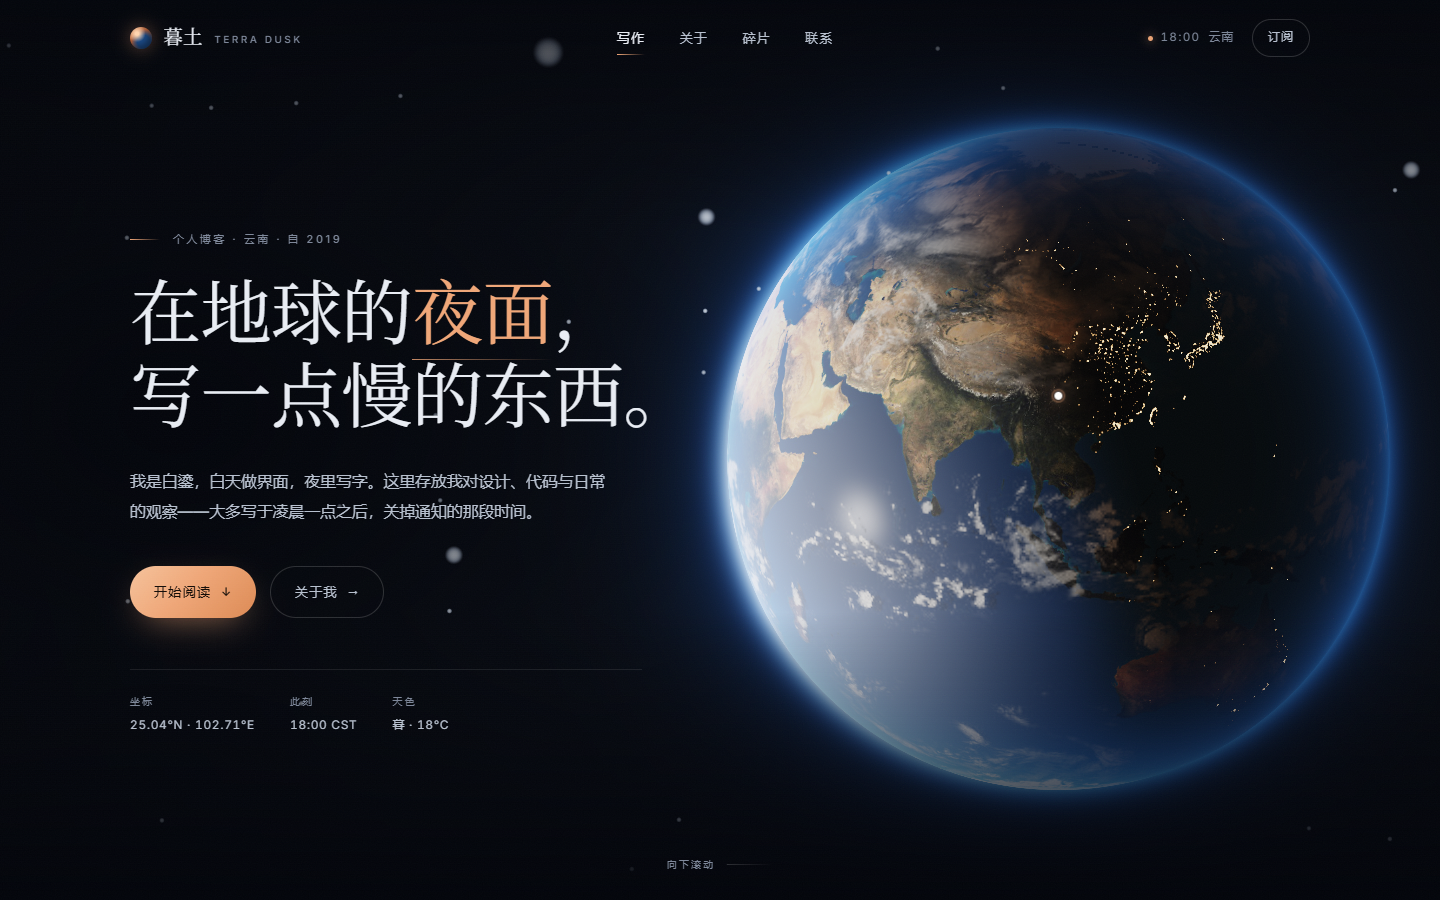 暮土 TERRA DUSK
写作 关于 碎片 联系
18:00 云南 订阅
个人博客 · 云南 · 自 2019
在地球的夜面，
写一点慢的东西。
我是白鎏，白天做界面，夜里写字。这里存放我对设计、代码与日常
的观察——大多写于凌晨一点之后，关掉通知的那段时间。
开始阅读 ↓ 关于我 →
坐标 此刻 天色
25.04°N · 102.71°E 18:00 CST 暮 · 18°C
向下滚动